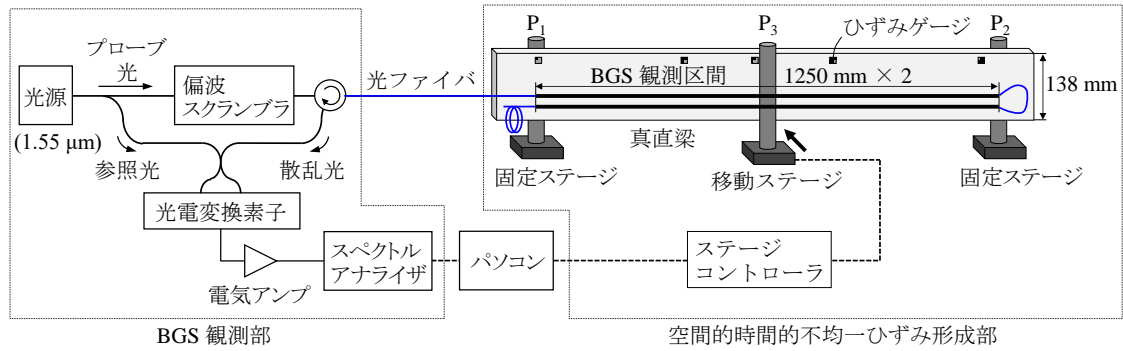 プローブ
光
光源
(1.55 μm)
偏波
スクランブラ
参照光
散乱光
光電変換素子
電気アンプ
スペクトル
アナライザ
BGS 観測部
光ファイバ
パソコン
P1
P3
P2
ひずみゲージ
BGS 観測区間
1250 mm × 2
138 mm
真直梁
固定ステージ
移動ステージ
固定ステージ
ステージ
コントローラ
空間的時間的不均一ひずみ形成部